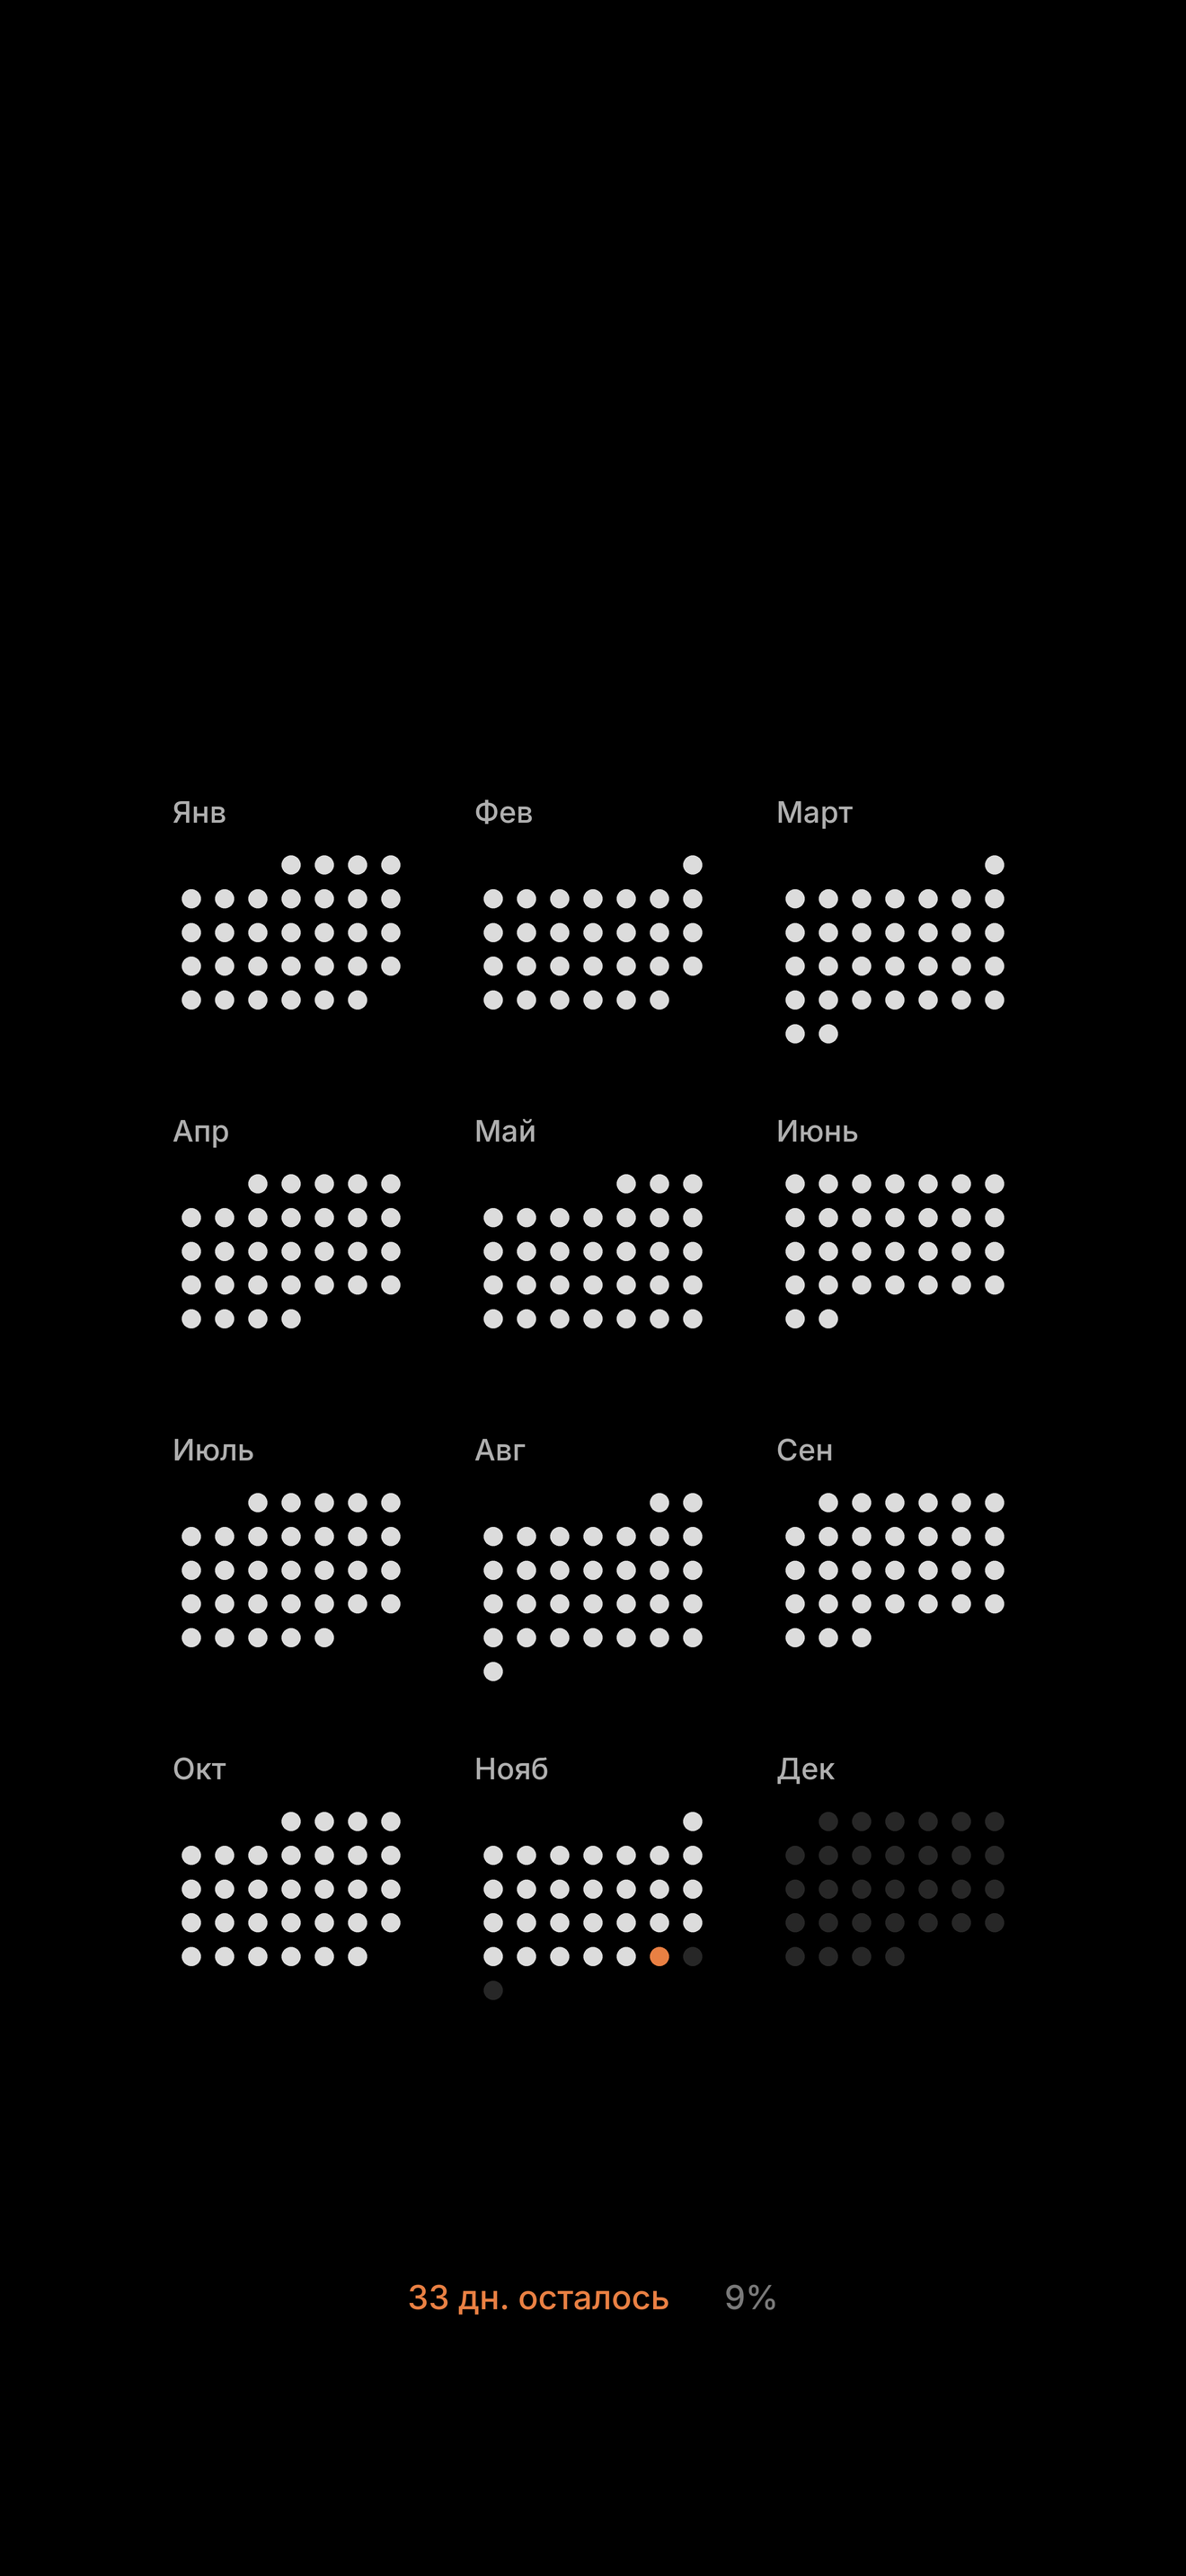 Янв Фев Март
Апр Май Июнь
Июль Авг Сен
Окт Нояб Дек
33 дн. осталось 9%